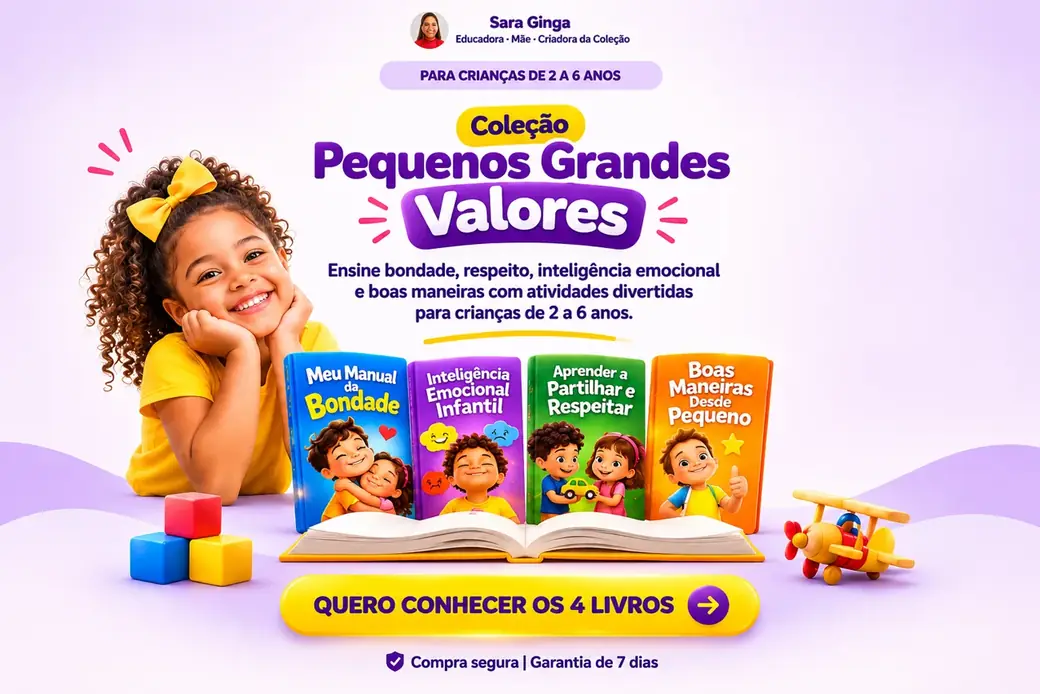 Sara Ginga
Educadora • Mãe • Criadora da Coleção
PARA CRIANÇAS DE 2 A 6 ANOS
Coleção
Pequenos Grandes
Valores
Ensine bondade, respeito, inteligência emocional
e boas maneiras com atividades divertidas
para crianças de 2 a 6 anos.
Meu Manual
da
Bondade
Inteligência
Emocional
Infantil
Aprender a
Partilhar e
Respeitar
Boas
Maneiras
Desde
Pequeno
QUERO CONHECER OS 4 LIVROS
Compra segura | Garantia de 7 dias